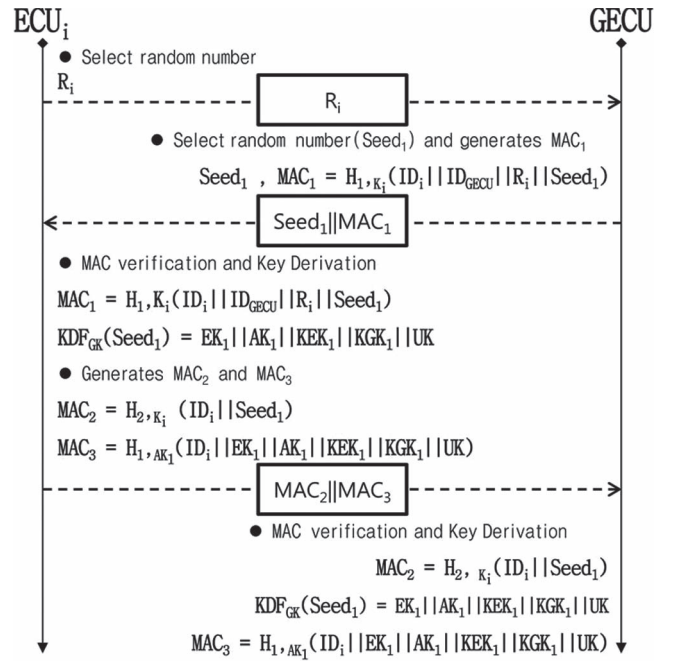 ECUi GECU
● Select random number
Ri
Ri
● Select random number(Seed1) and generates MAC1
Seed1 , MAC1 = H1,Ki(IDi||IDGECU||Ri||Seed1)
Seed1||MAC1
● MAC verification and Key Derivation
MAC1 = H1,Ki(IDi||IDGECU||Ri||Seed1)
KDFGK(Seed1) = EK1||AK1||KEK1||KGK1||UK
● Generates MAC2 and MAC3
MAC2 = H2,Ki (IDi||Seed1)
MAC3 = H1,AK1(IDi||EK1||AK1||KEK1||KGK1||UK)
MAC2||MAC3
● MAC verification and Key Derivation
MAC2 = H2, Ki(IDi||Seed1)
KDFGK(Seed1) = EK1||AK1||KEK1||KGK1||UK
MAC3 = H1,AK1(IDi||EK1||AK1||KEK1||KGK1||UK)